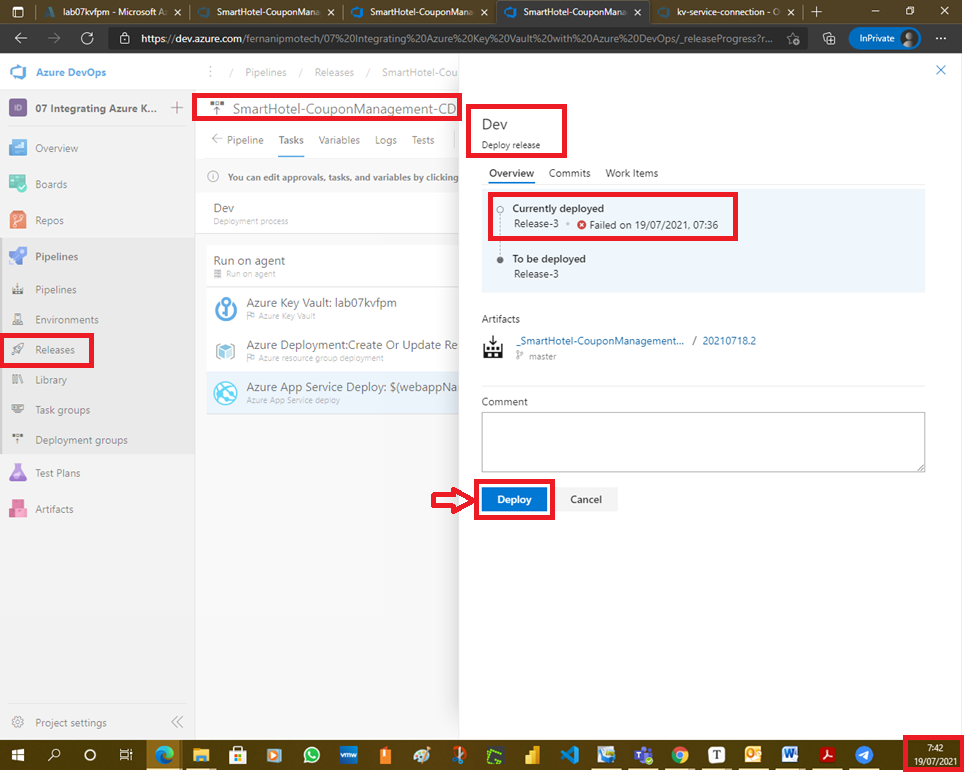 lab07kvfpm - Microsoft A
SmartHotel-CouponMana
SmartHotel-CouponMana
SmartHotel-CouponMana
kv-service-connection - O
https://dev.azure.com/fernanipmotech/07%20Integrating%20Azure%20Key%20Vault%20with%20Azure%20DevOps/_releaseProgress?r...
InPrivate
Azure DevOps
/ Pipelines / Releases / SmartHotel-Cou
ID
07 Integrating Azure K...
Overview
Boards
Repos
Pipelines
Pipelines
Environments
Releases
Library
Task groups
Deployment groups
Test Plans
Artifacts
Project settings
SmartHotel-CouponManagement-CD
Pipeline Tasks Variables Logs Tests
You can edit approvals, tasks, and variables by clicking
Dev
Deployment process
Run on agent
Run on agent
Azure Key Vault: lab07kvfpm
Azure Key Vault
Azure Deployment:Create Or Update Re
Azure resource group deployment
Azure App Service Deploy: $(webappNa
Azure App Service deploy
Dev
Deploy release
Overview Commits Work Items
Currently deployed
Release-3 Failed on 19/07/2021, 07:36
To be deployed
Release-3
Artifacts
_SmartHotel-CouponManagement... / 20210718.2
master
Comment
Deploy Cancel
vmw
T
7:42
19/07/2021